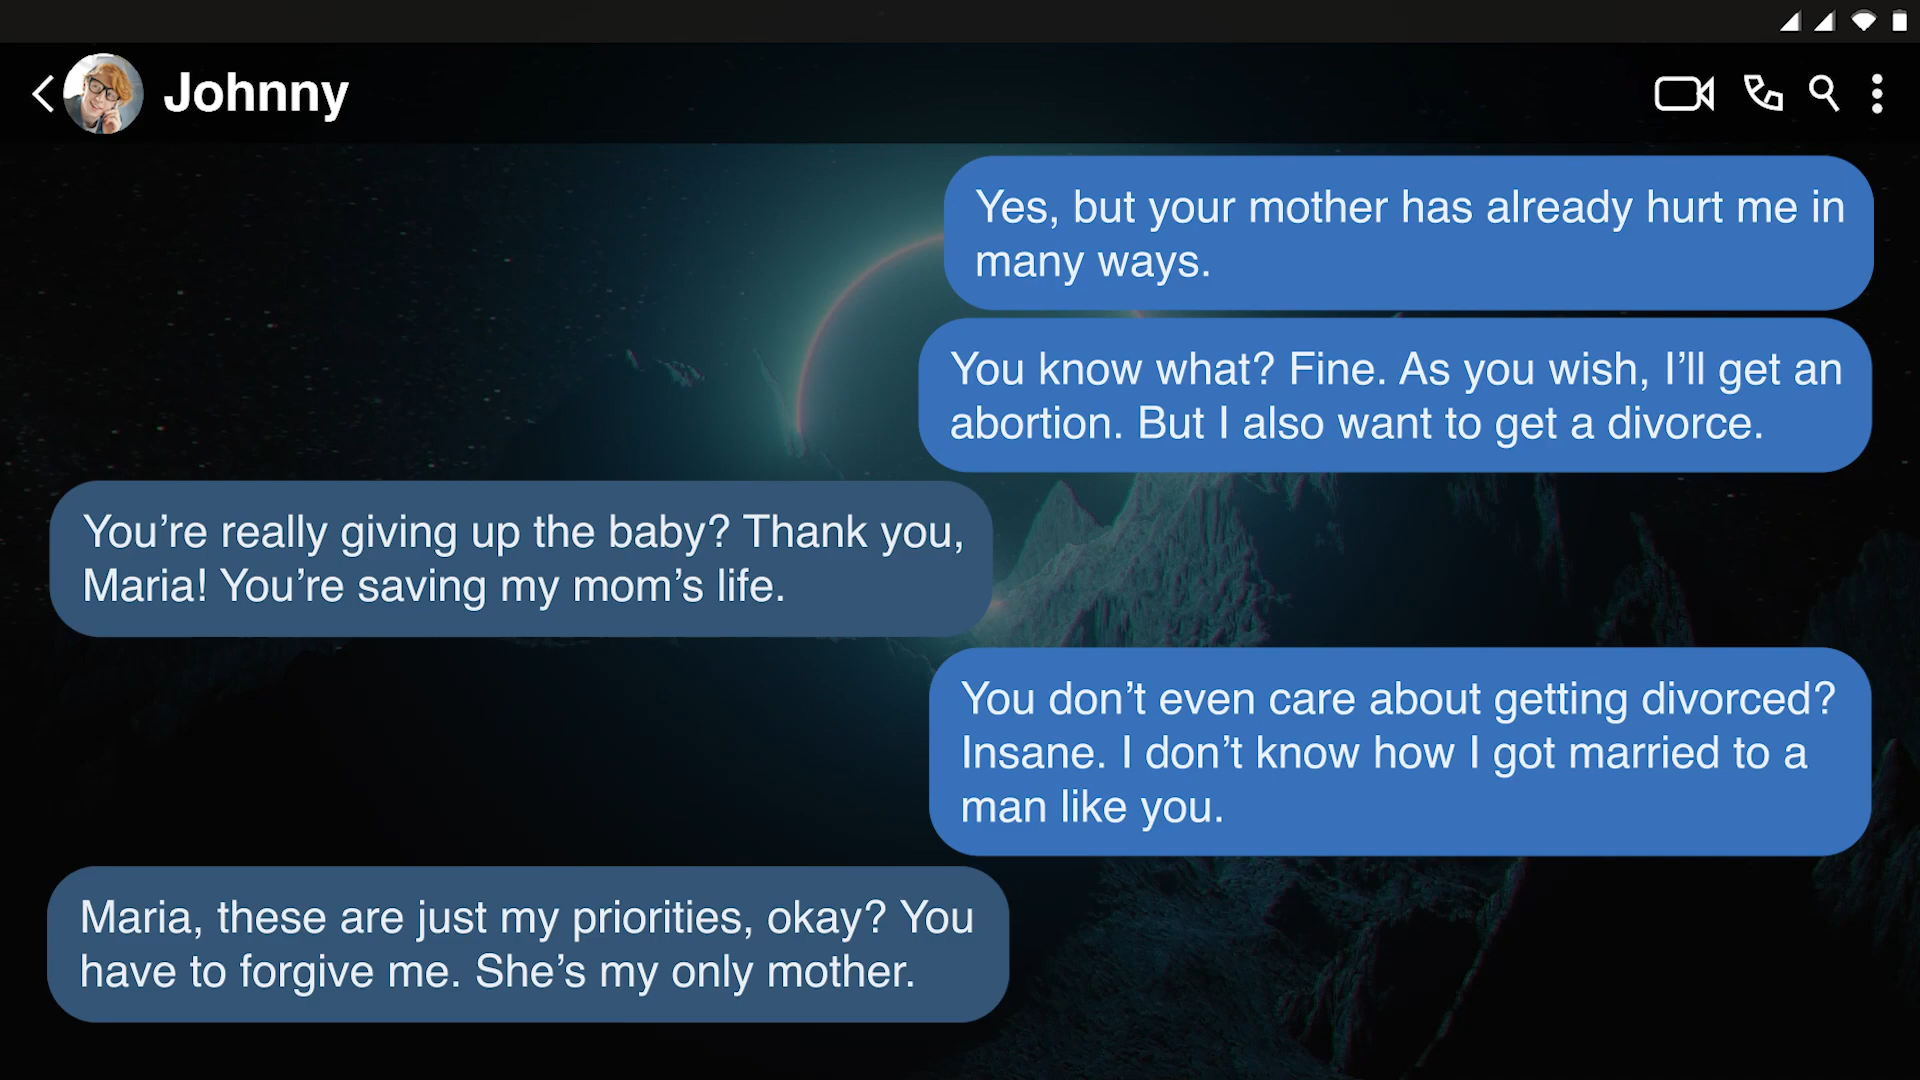 Johnny
Yes, but your mother has already hurt me in
many ways.
You know what? Fine. As you wish, I’ll get an
abortion. But I also want to get a divorce.
You’re really giving up the baby? Thank you,
Maria! You’re saving my mom’s life.
You don’t even care about getting divorced?
Insane. I don’t know how I got married to a
man like you.
Maria, these are just my priorities, okay? You
have to forgive me. She’s my only mother.